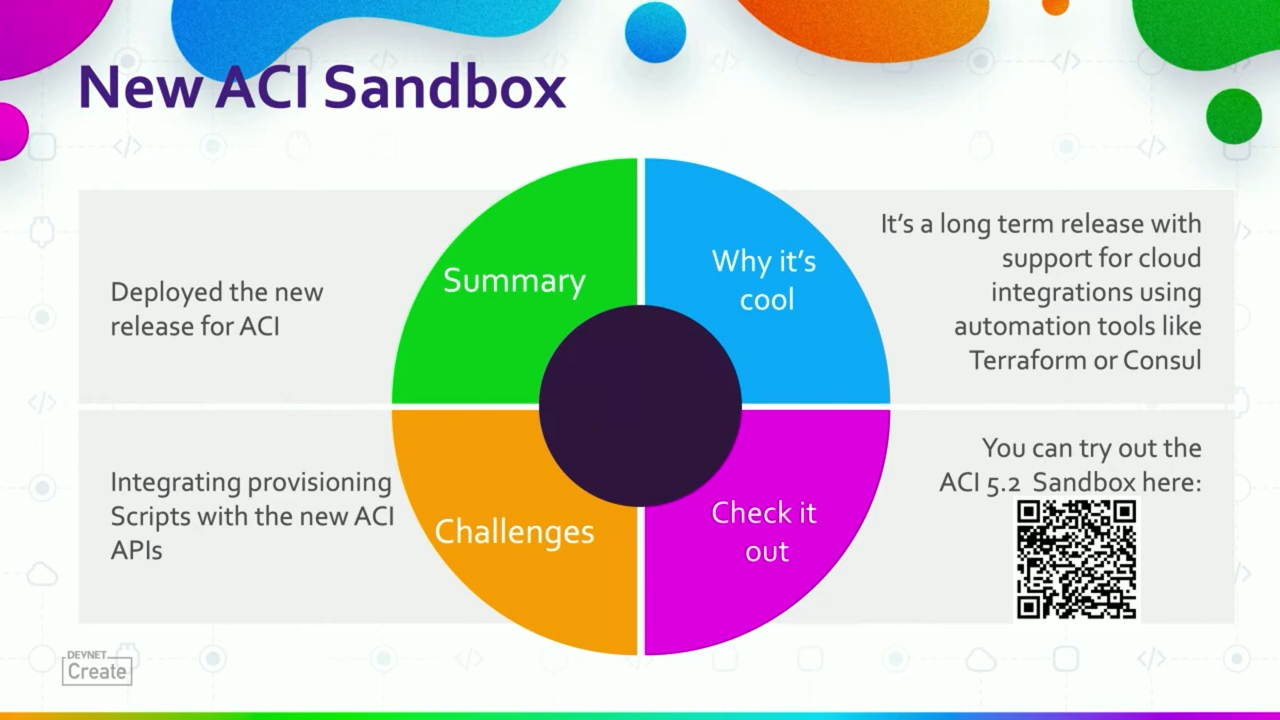 New ACI Sandbox
Deployed the new
release for ACI
Summary
Why it's
cool
It's a long term release with
support for cloud
integrations using
automation tools like
Terraform or Consul
Integrating provisioning
Scripts with the new ACI
APIs
Challenges
Check it
out
You can try out the
ACI 5.2 Sandbox here:
DEVNET
Create